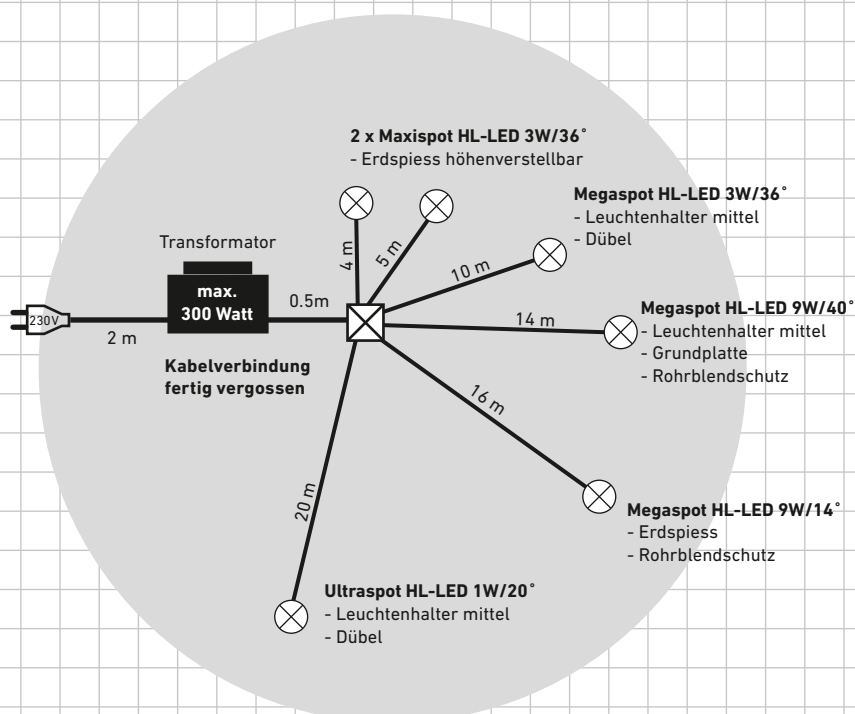 2 x Maxispot HL-LED 3W/36°
- Erdspiess höhenverstellbar
Megaspot HL-LED 3W/36°
- Leuchtenhalter mittel
- Dübel
Transformator
max.
300 Watt
230V
2 m
0.5m
4 m
5 m
10 m
14 m
16 m
20 m
Kabelverbindung
fertig vergossen
Megaspot HL-LED 9W/40°
- Leuchtenhalter mittel
- Grundplatte
- Rohrblendschutz
Megaspot HL-LED 9W/14°
- Erdspiess
- Rohrblendschutz
Ultraspot HL-LED 1W/20°
- Leuchtenhalter mittel
- Dübel